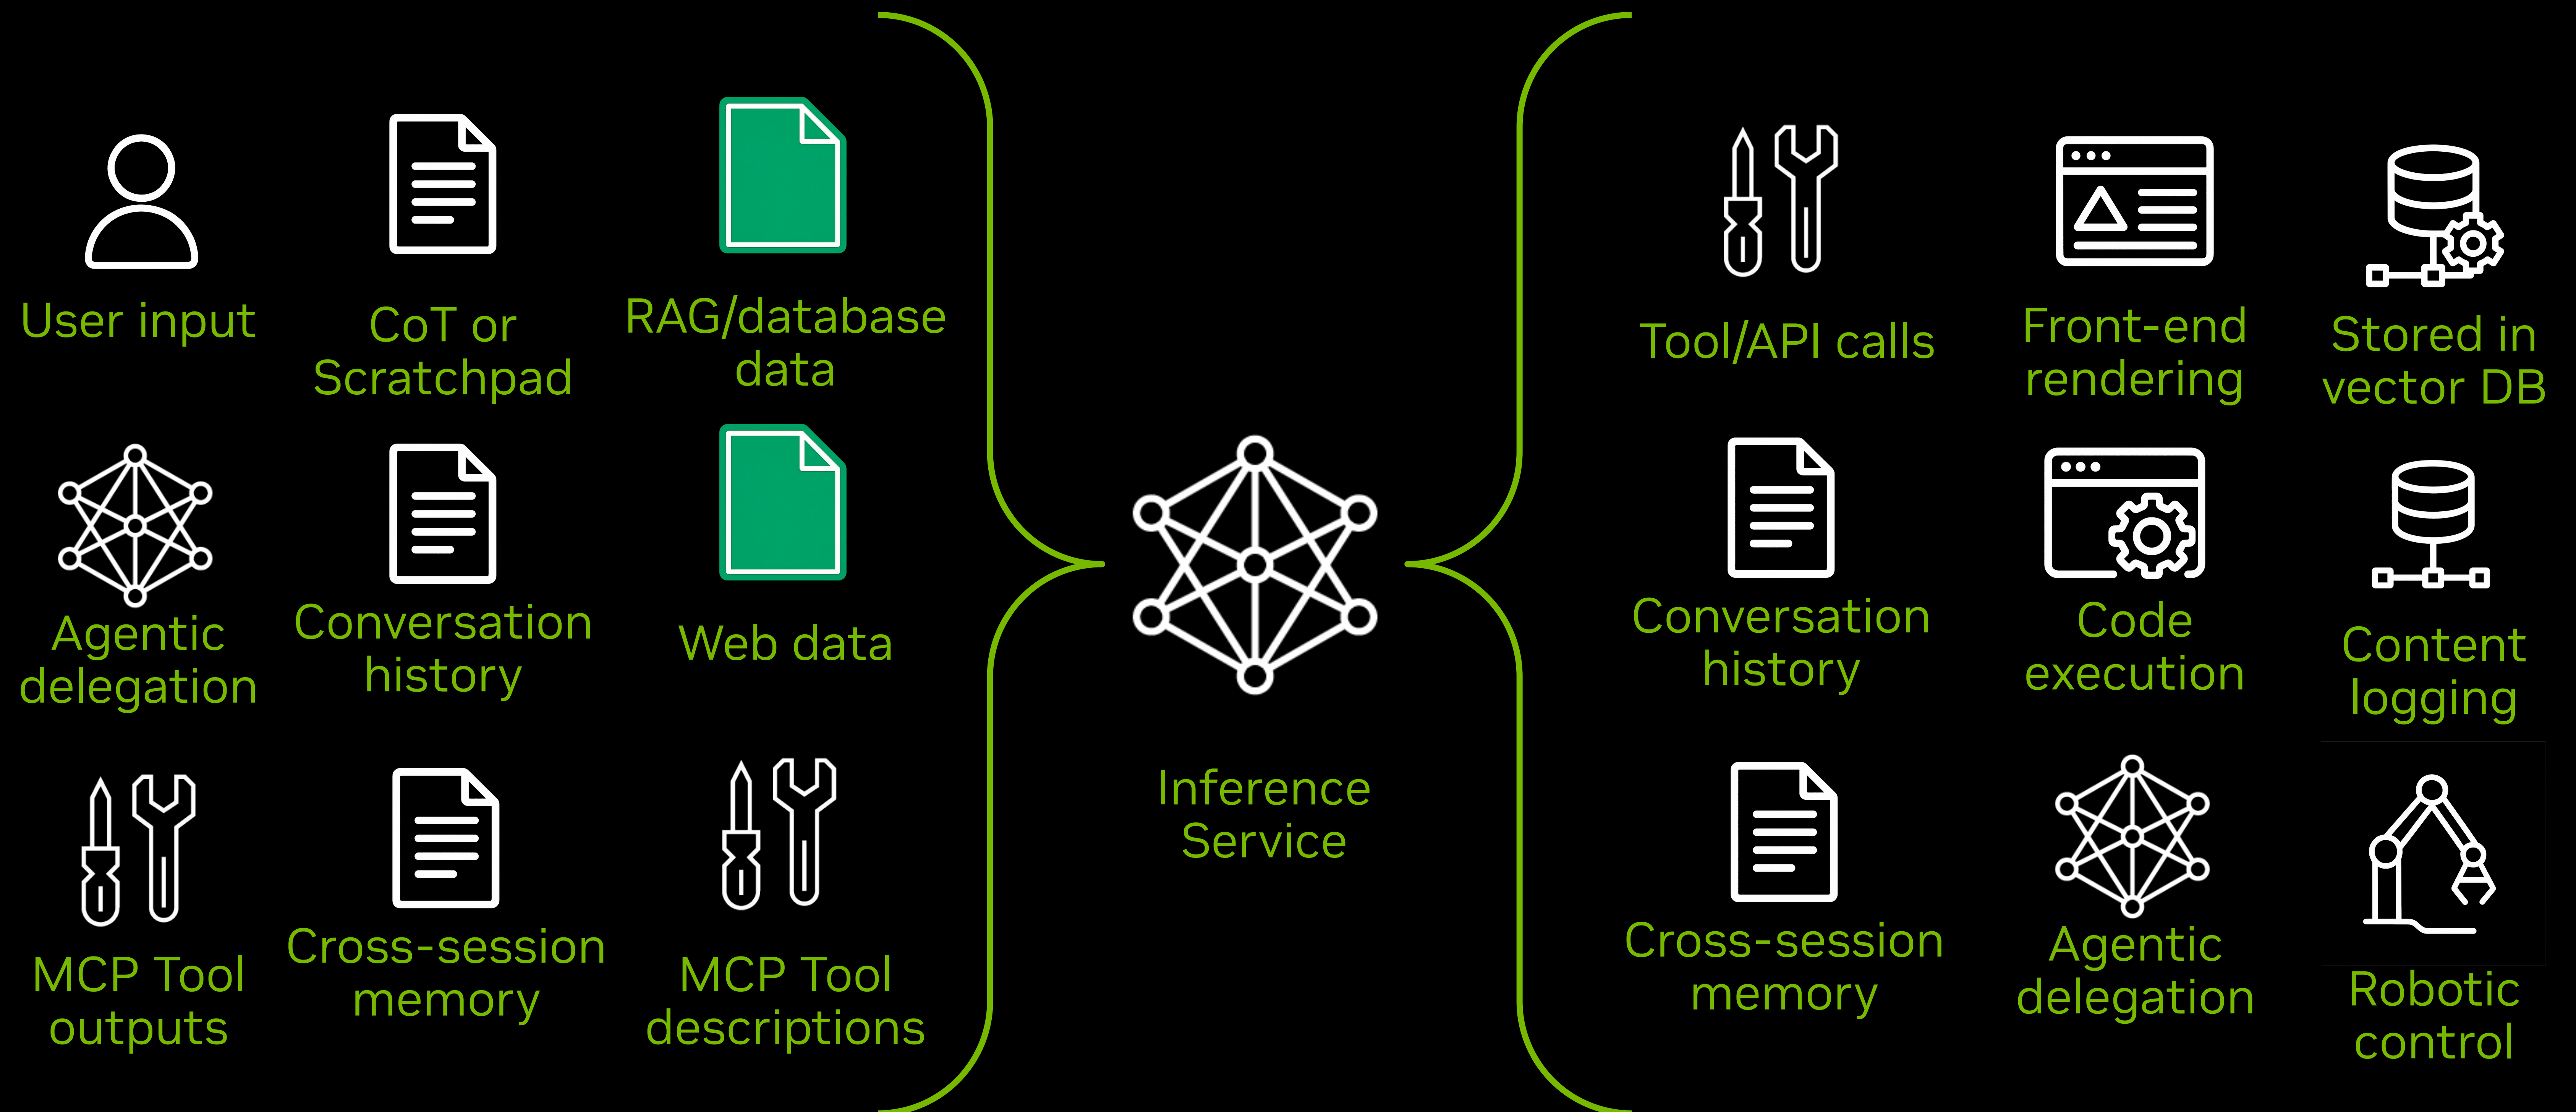 User input
CoT or
Scratchpad
RAG/database
data
Agentic
delegation
Conversation
history
Web data
MCP Tool
outputs
Cross-session
memory
MCP Tool
descriptions
Inference
Service
Tool/API calls
Front-end
rendering
Stored in
vector DB
Conversation
history
Code
execution
Content
logging
Cross-session
memory
Agentic
delegation
Robotic
control